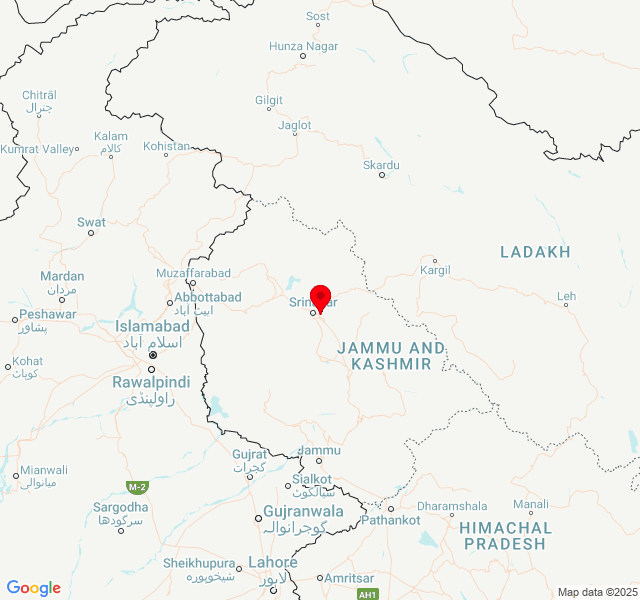 Sost
Hunza Nagar
Chitrāl
چترال
Gilgit
Jaglot
Kalam
کالام
Kumrat Valley
Kohistan
Skardu
Swat
LADAKH
Kargil
Muzaffarabad
Mardan
مردان
Abbottabad
ایبٹ آباد
Leh
Peshawar
پشاور
Islamabad
اسلام آباد
JAMMU AND
KASHMIR
Kohat
کوہاٹ
Rawalpindi
راولپنڈی
Jammu
Gujrat
گجرات
Mianwali
میانوالی
Sialkot
سیالکوٹ
M-2
Sargodha
سرگودھا
Gujranwala
گوجرانوالہ
Pathankot
Dharamshala
Manali
HIMACHAL
PRADESH
Sheikhupura
شیخوپورہ
Lahore
لاہور
Amritsar
AH1
Google
Map data ©2025